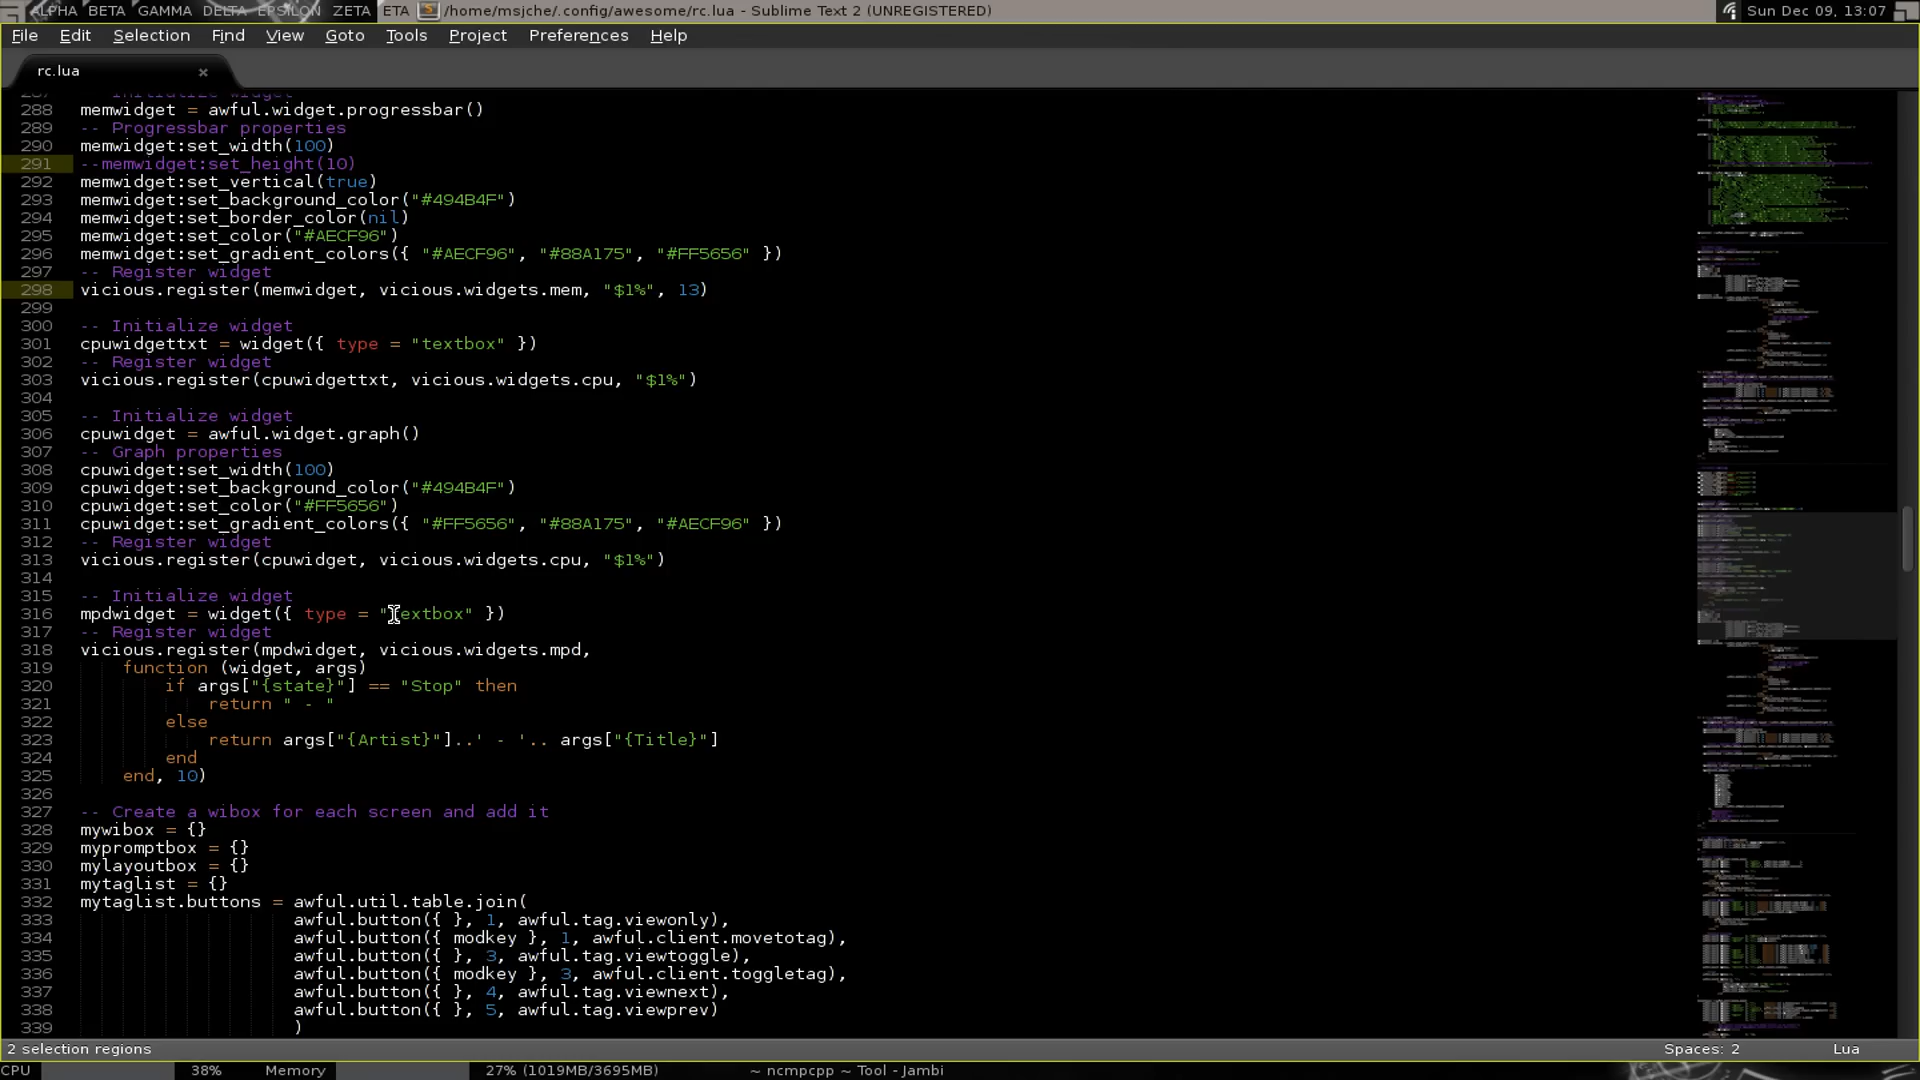 ALPHA BETA GAMMA DELTA EPSILON ZETA ETA /home/msjche/.config/awesome/rc.lua - Sublime Text 2 (UNREGISTERED) Sun Dec 09, 13:07
File Edit Selection Find View Goto Tools Project Preferences Help
rc.lua ×
287 -- Initialize widget
288 memwidget = awful.widget.progressbar()
289 -- Progressbar properties
290 memwidget:set_width(100)
291 --memwidget:set_height(10)
292 memwidget:set_vertical(true)
293 memwidget:set_background_color("#494B4F")
294 memwidget:set_border_color(nil)
295 memwidget:set_color("#AECF96")
296 memwidget:set_gradient_colors({ "#AECF96", "#88A175", "#FF5656" })
297 -- Register widget
298 vicious.register(memwidget, vicious.widgets.mem, "$1%", 13)
299
300 -- Initialize widget
301 cpuwidgettxt = widget({ type = "textbox" })
302 -- Register widget
303 vicious.register(cpuwidgettxt, vicious.widgets.cpu, "$1%")
304
305 -- Initialize widget
306 cpuwidget = awful.widget.graph()
307 -- Graph properties
308 cpuwidget:set_width(100)
309 cpuwidget:set_background_color("#494B4F")
310 cpuwidget:set_color("#FF5656")
311 cpuwidget:set_gradient_colors({ "#FF5656", "#88A175", "#AECF96" })
312 -- Register widget
313 vicious.register(cpuwidget, vicious.widgets.cpu, "$1%")
314
315 -- Initialize widget
316 mpdwidget = widget({ type = "textbox" })
317 -- Register widget
318 vicious.register(mpdwidget, vicious.widgets.mpd,
319     function (widget, args)
320         if args["{state}"] == "Stop" then
321             return " - "
322         else
323             return args["{Artist}"]..' - '.. args["{Title}"]
324         end
325     end, 10)
326
327 -- Create a wibox for each screen and add it
328 mywibox = {}
329 mypromptbox = {}
330 mylayoutbox = {}
331 mytaglist = {}
332 mytaglist.buttons = awful.util.table.join(
333                     awful.button({ }, 1, awful.tag.viewonly),
334                     awful.button({ modkey }, 1, awful.client.movetotag),
335                     awful.button({ }, 3, awful.tag.viewtoggle),
336                     awful.button({ modkey }, 3, awful.client.toggletag),
337                     awful.button({ }, 4, awful.tag.viewnext),
338                     awful.button({ }, 5, awful.tag.viewprev)
339                     )
2 selection regions Spaces: 2 Lua
CPU 38% Memory 27% (1019MB/3695MB) ~ ncmpcpp ~ Tool - Jambi